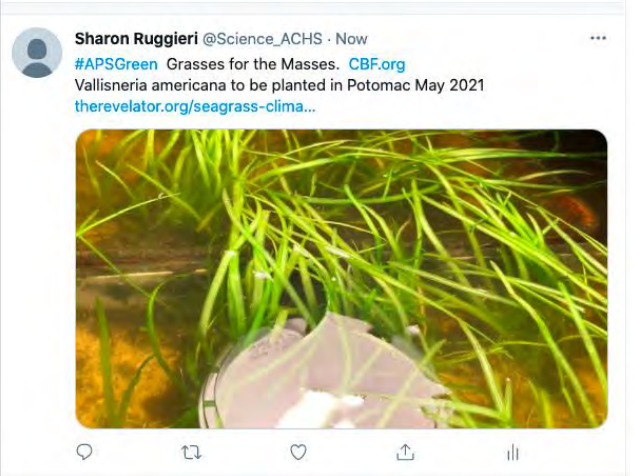 Sharon Ruggieri @Science_ACHS · Now
#APSGreen Grasses for the Masses. CBF.org
Vallisneria americana to be planted in Potomac May 2021
therevelator.org/seagrass-clima...